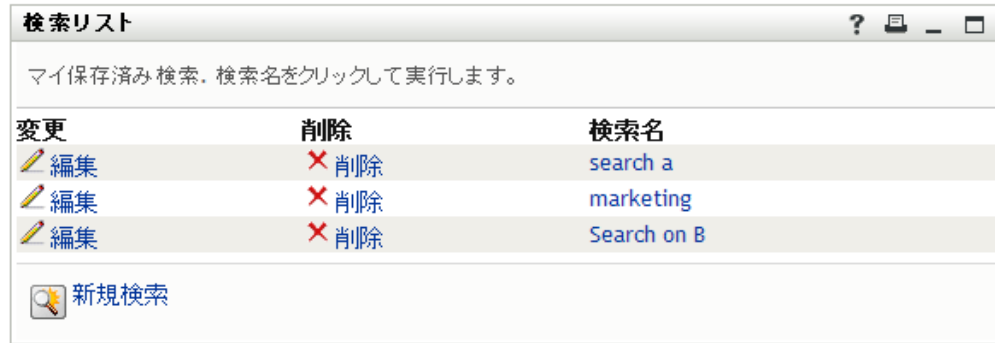 検索リスト ?
マイ保存済み検索. 検索名をクリックして実行します。
変更 削除 検索名
編集 削除 search a
編集 削除 marketing
編集 削除 Search on B
新規検索